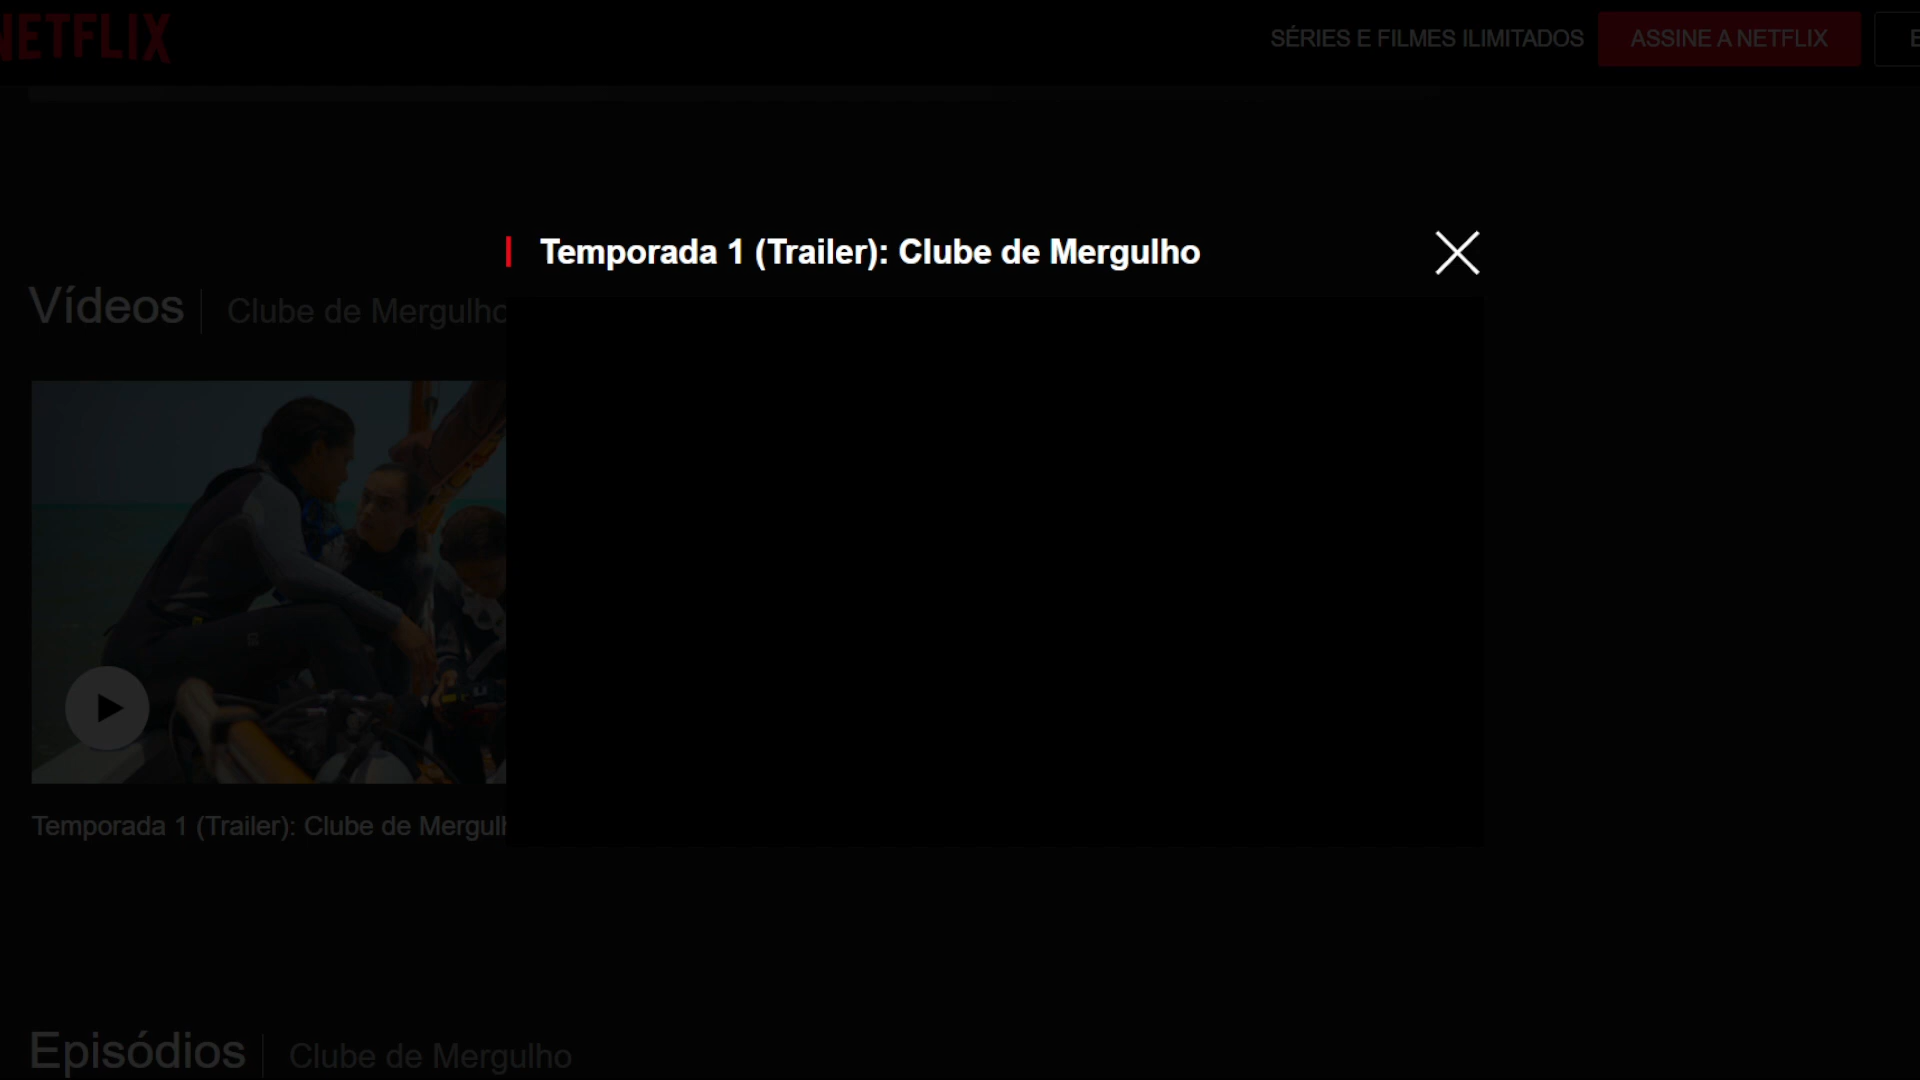 NETFLIX
SÉRIES E FILMES ILIMITADOS
ASSINE A NETFLIX
Temporada 1 (Trailer): Clube de Mergulho
Vídeos
Clube de Mergulho
Temporada 1 (Trailer): Clube de
Episódios
Clube de Mergulho